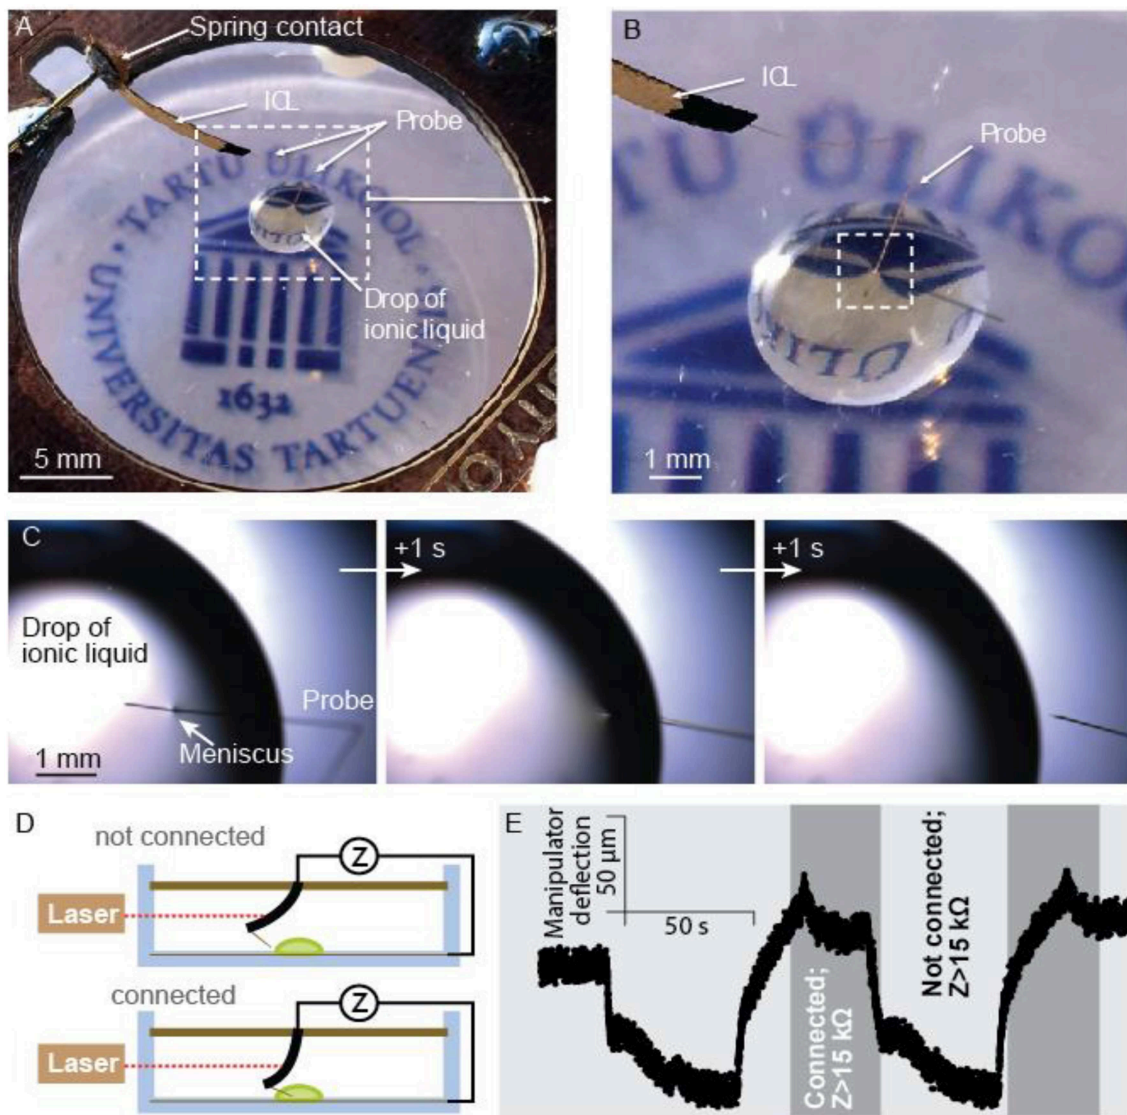 A
Spring contact
ICL
Probe
UNIVERSITAS TARTUENSIS
TARTU ÜLIKOOL
1632
Drop of
ionic liquid
5 mm
B
ICL
Probe
TU ÜLIKO
1 mm
C
Drop of
ionic liquid
Probe
Meniscus
1 mm
+1 s
+1 s
D
not connected
Z
Laser
connected
Z
Laser
E
Manipulator
deflection
50 µm
50 s
Connected;
Z>15 kΩ
Not connected;
Z>15 kΩ